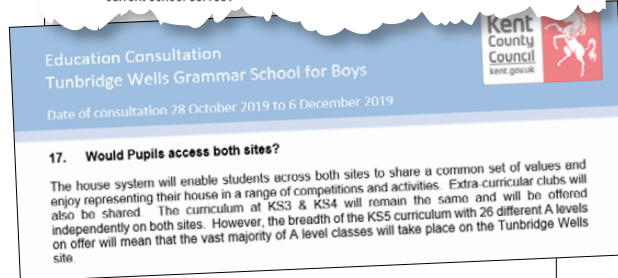 current school serves?
Kent
County
Council
kent.gov.uk
Education Consultation
Tunbridge Wells Grammar School for Boys
Date of consultation 28 October 2019 to 6 December 2019
17. Would Pupils access both sites?
The house system will enable students across both sites to share a common set of values and
enjoy representing their house in a range of competitions and activities. Extra-curricular clubs will
also be shared. The curriculum at KS3 & KS4 will remain the same and will be offered
independently on both sites. However, the breadth of the KS5 curriculum with 26 different A levels
on offer will mean that the vast majority of A level classes will take place on the Tunbridge Wells
site.